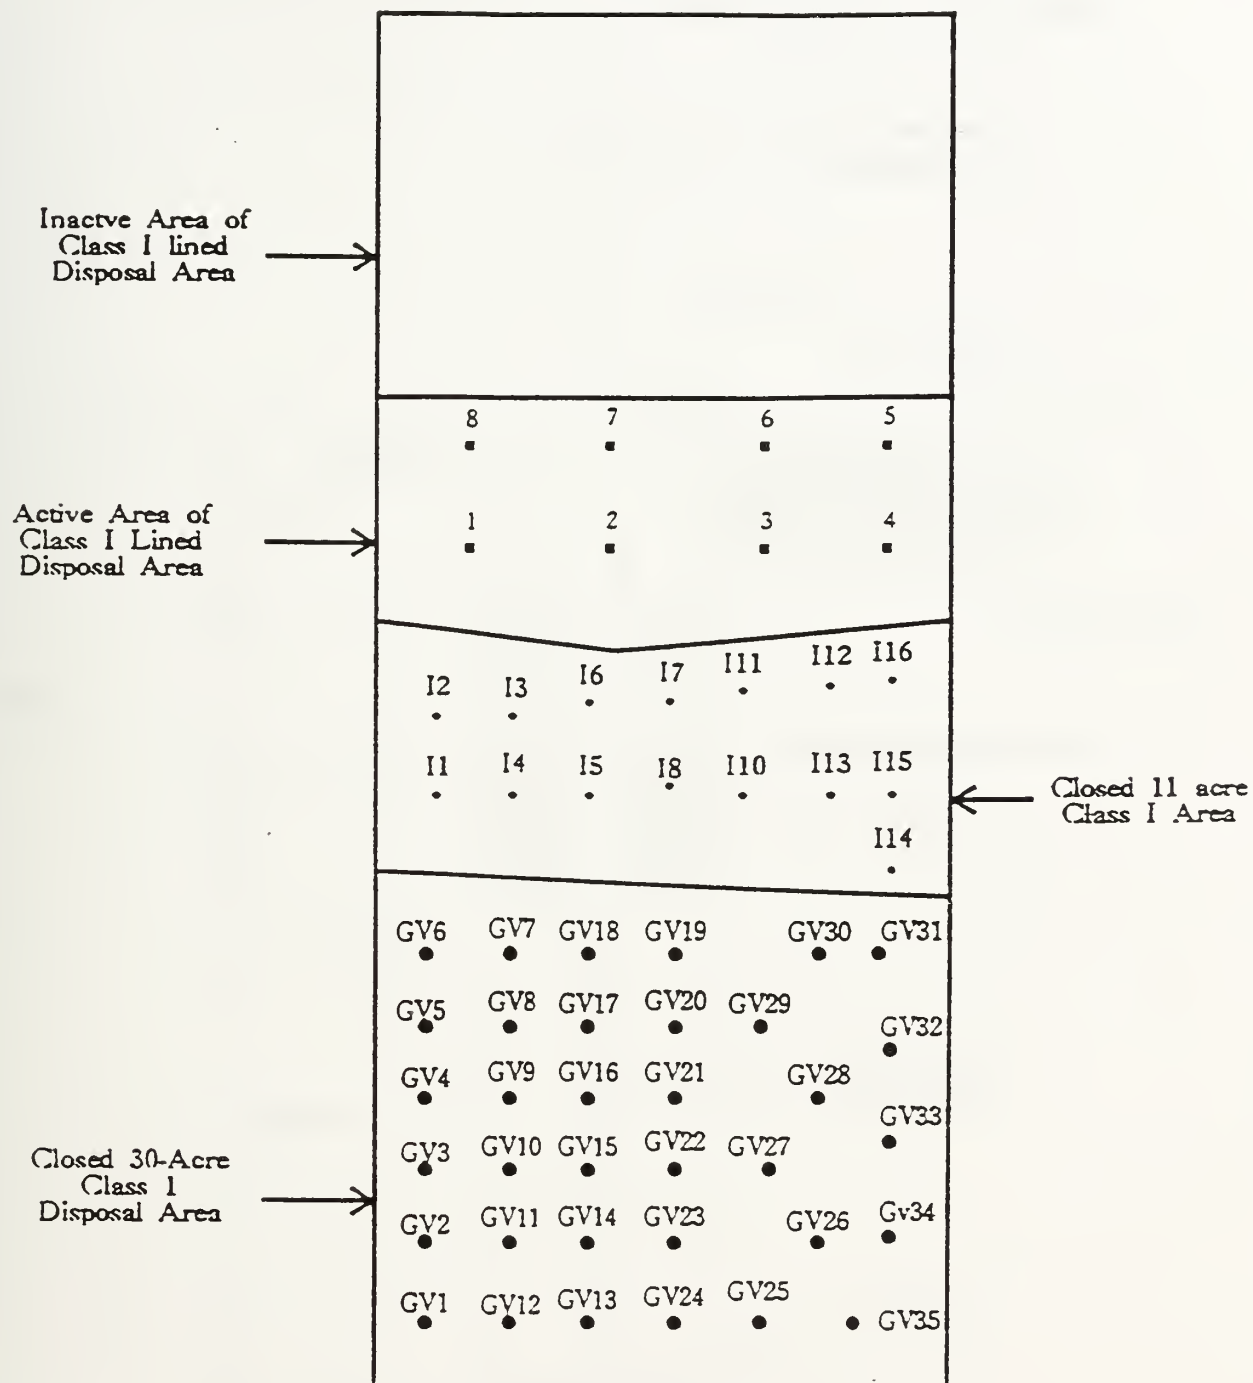 Inactve Area of
Class I lined
Disposal Area
8 7 6 5
Active Area of
Class I Lined
Disposal Area
1 2 3 4
I2 I3 I6 I7 I11 I12 I16
I1 I4 I5 I8 I10 I13 I15
Closed 11 acre
Class I Area
I14
GV6 GV7 GV18 GV19 GV30 GV31
GV5 GV8 GV17 GV20 GV29
GV32
GV4 GV9 GV16 GV21 GV28
GV33
GV3 GV10 GV15 GV22 GV27
Closed 30-Acre
Class 1
Disposal Area
GV2 GV11 GV14 GV23 GV26 Gv34
GV1 GV12 GV13 GV24 GV25
GV35